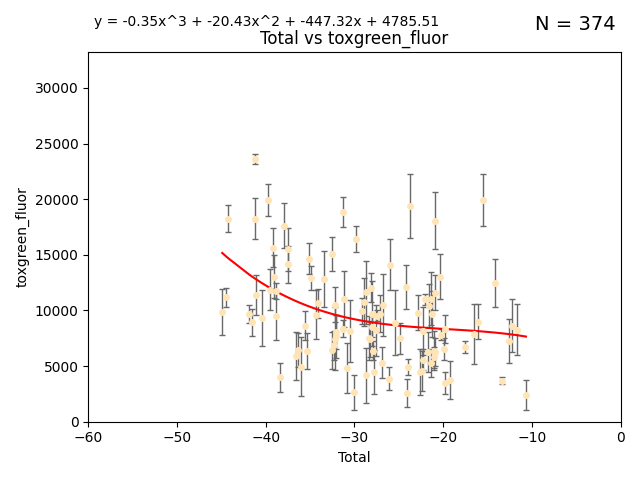 y = -0.35x^3 + -20.43x^2 + -447.32x + 4785.51
N = 374
Total vs toxgreen_fluor
30000
25000
20000
15000
10000
5000
0
toxgreen_fluor
−60
−50
−40
−30
−20
−10
0
Total